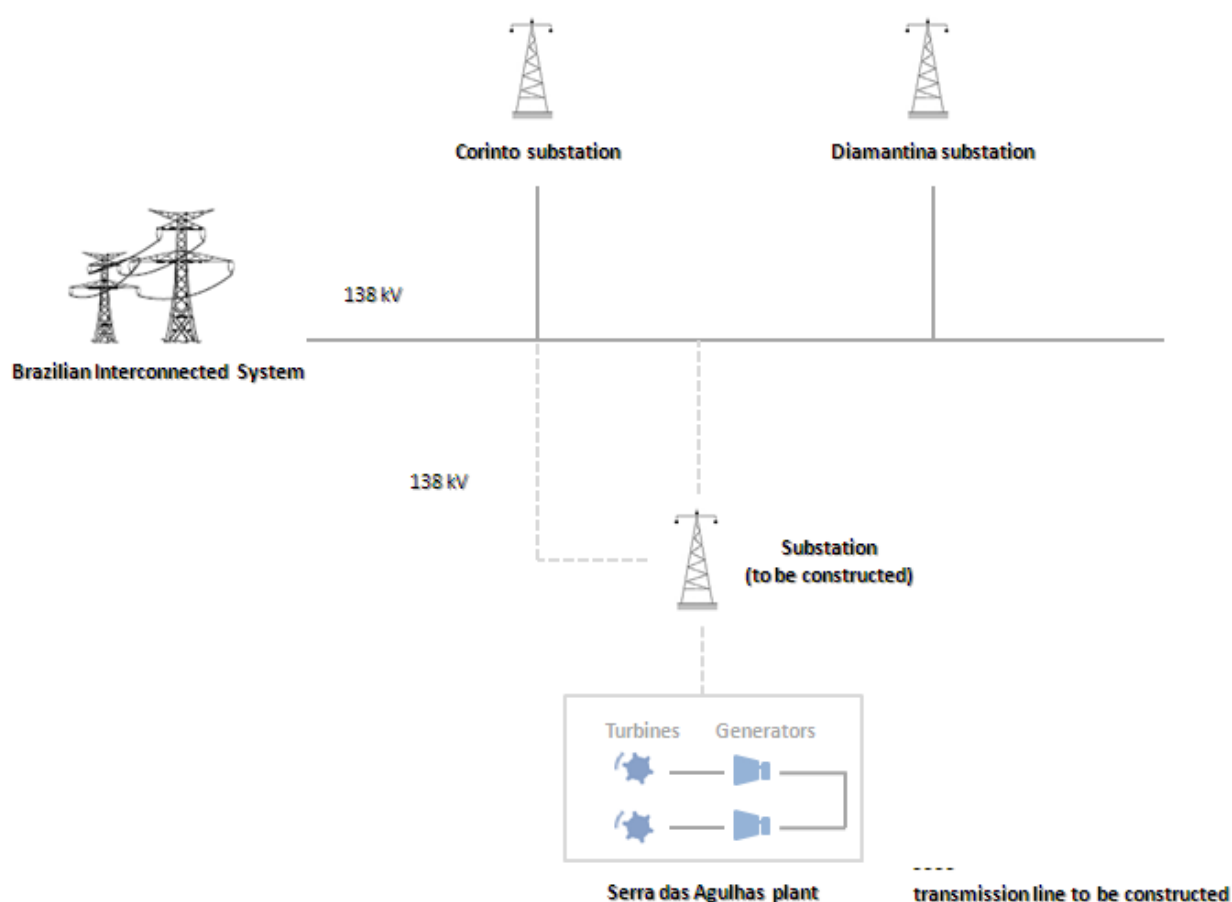 Corinto substation
Diamantina substation
138 kV
Brazilian Interconnected System
138 kV
Substation
(to be constructed)
Turbines
Generators
Serra das Agulhas plant
transmission line to be constructed